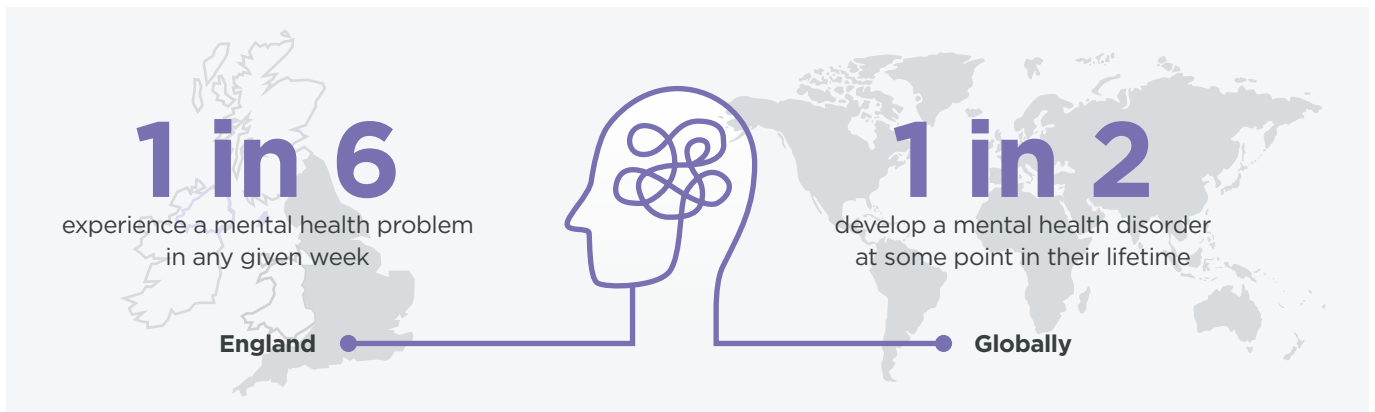 1 in 6
experience a mental health problem
in any given week
England
1 in 2
develop a mental health disorder
at some point in their lifetime
Globally